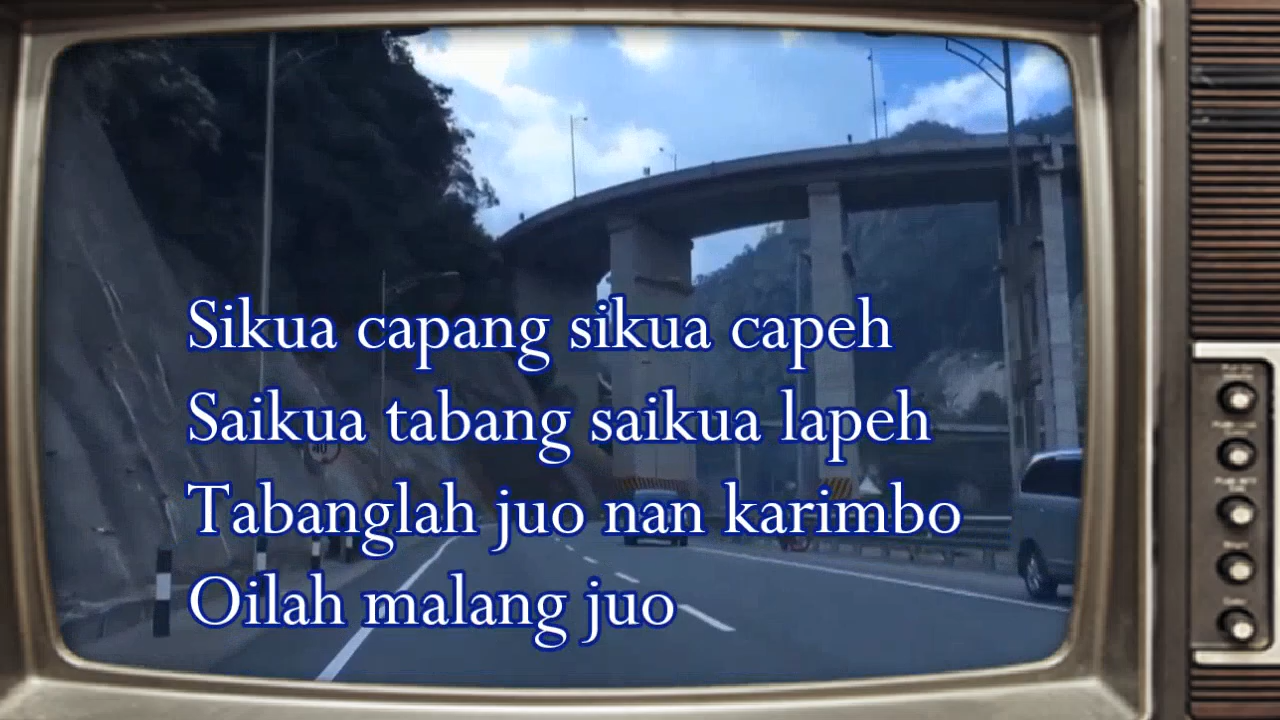 Sikua capang sikua capeh
Saikua tabang saikua lapeh
Tabanglah juo nan karimbo
Oilah malang juo